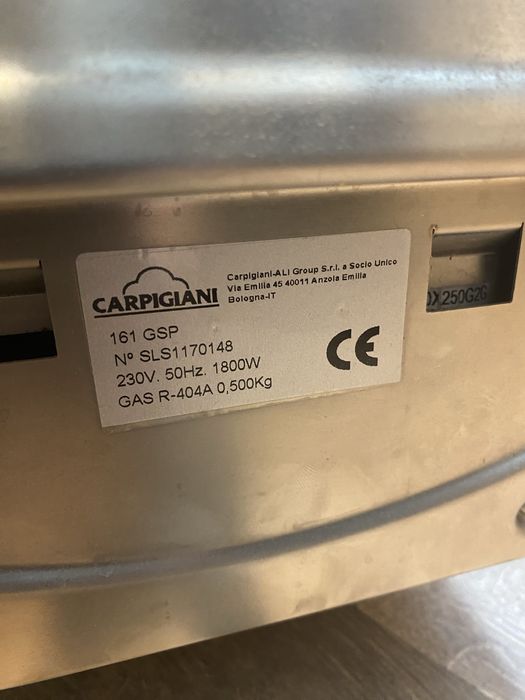 CARPIGIANI
Carpigiani-ALI Group S.r.l. a Socio Unico
Via Emilia 45 40011 Anzola Emilia
Bologna-IT
161 GSP
Nº SLS1170148
230V. 50Hz. 1800W
GAS R-404A 0,500Kg
CE
X250G2G